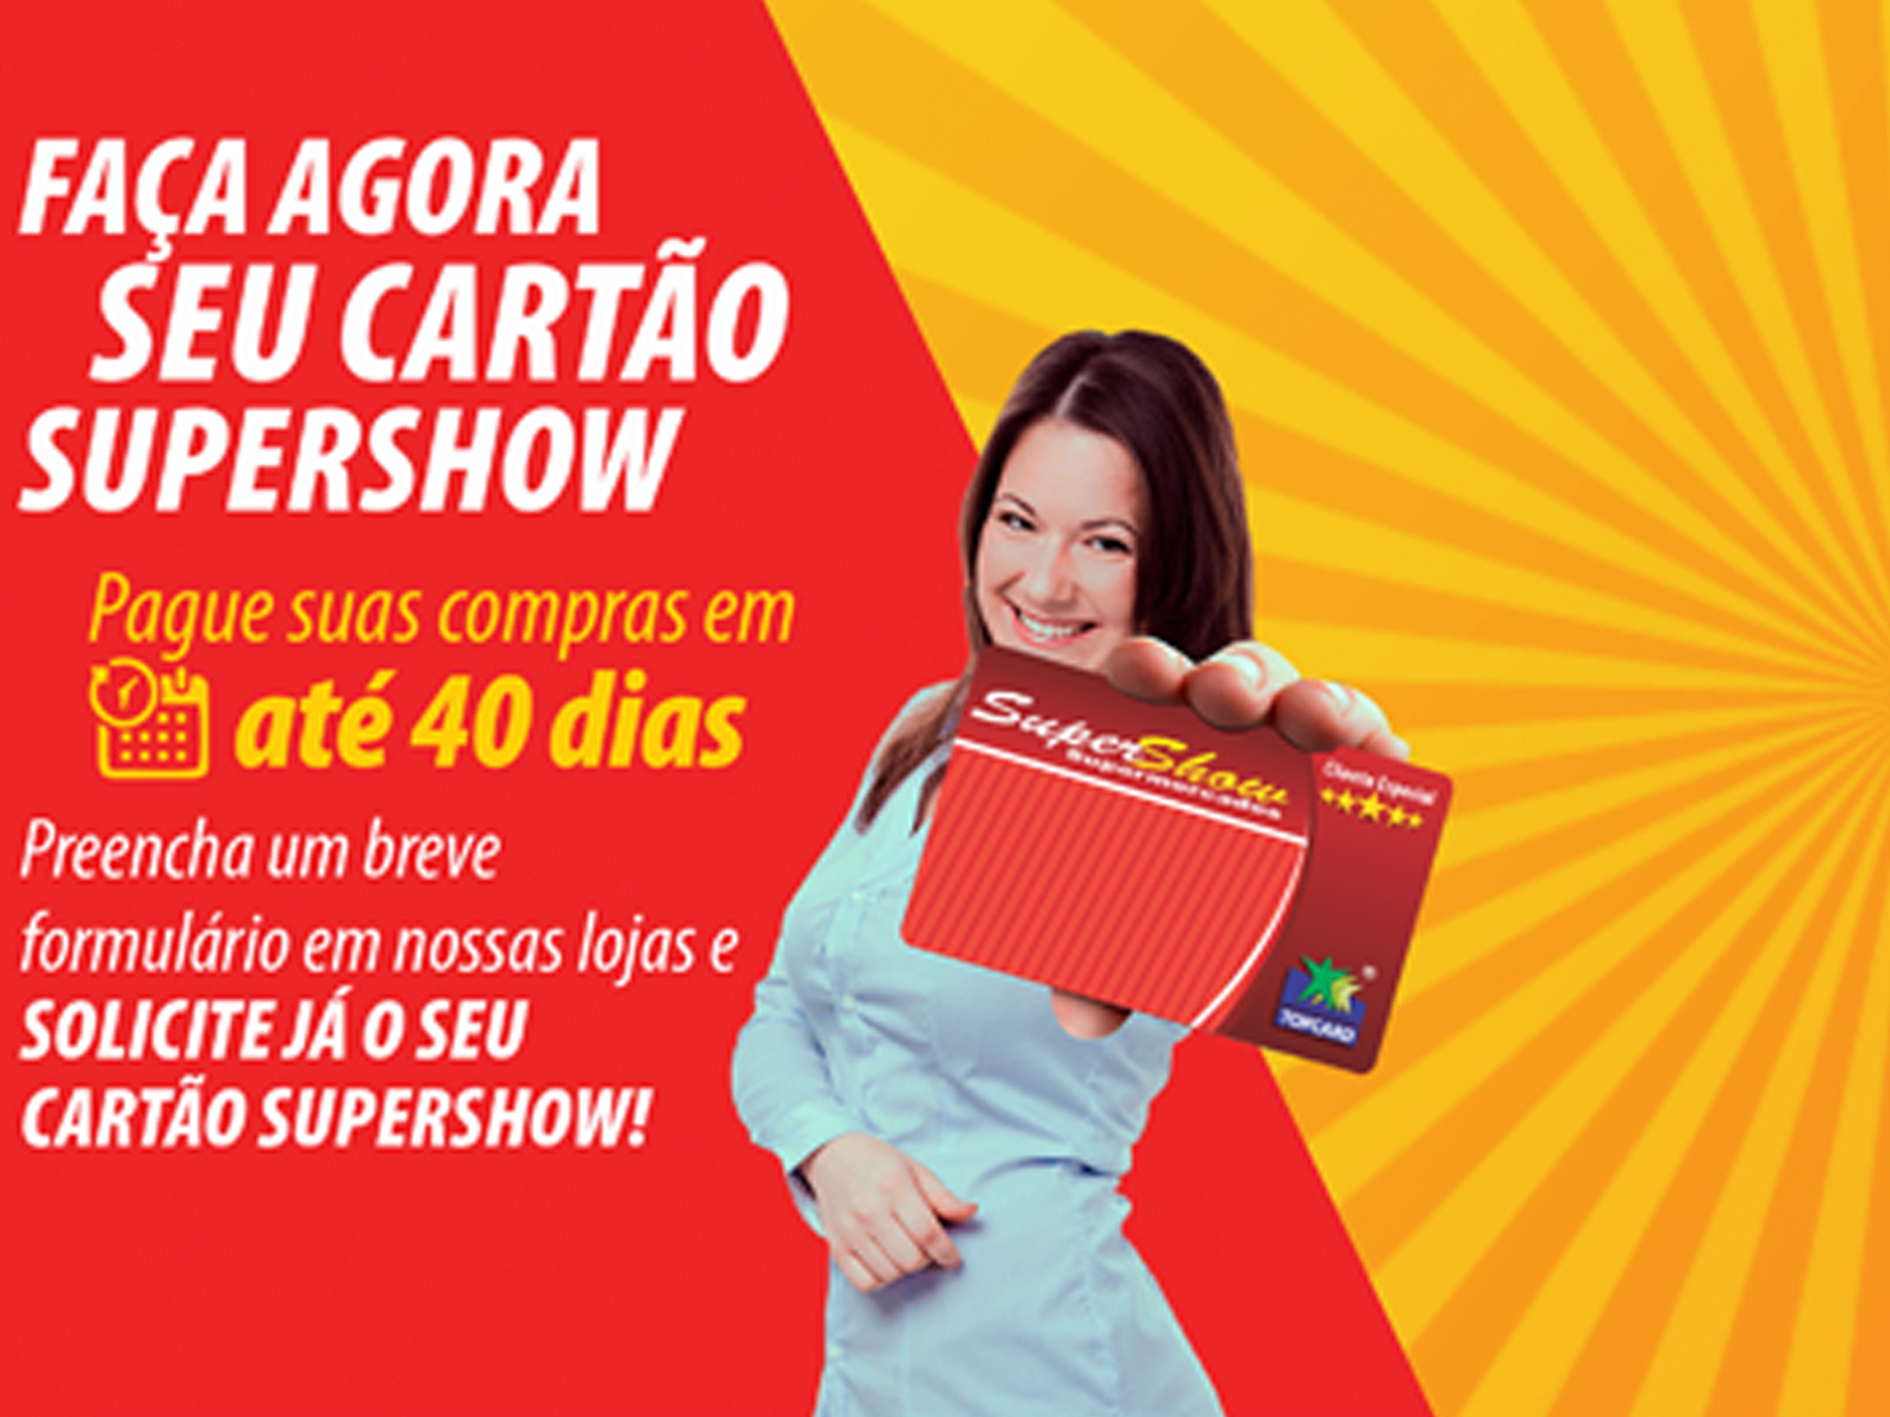 FAÇA AGORA
SEU CARTÃO
SUPERSHOW
Pague suas compras em
até 40 dias
Preencha um breve
formulário em nossas lojas e
SOLICITE JÁ O SEU
CARTÃO SUPERSHOW!
SuperShow
Supermercados
Cliente Especial
TOPCARD
®